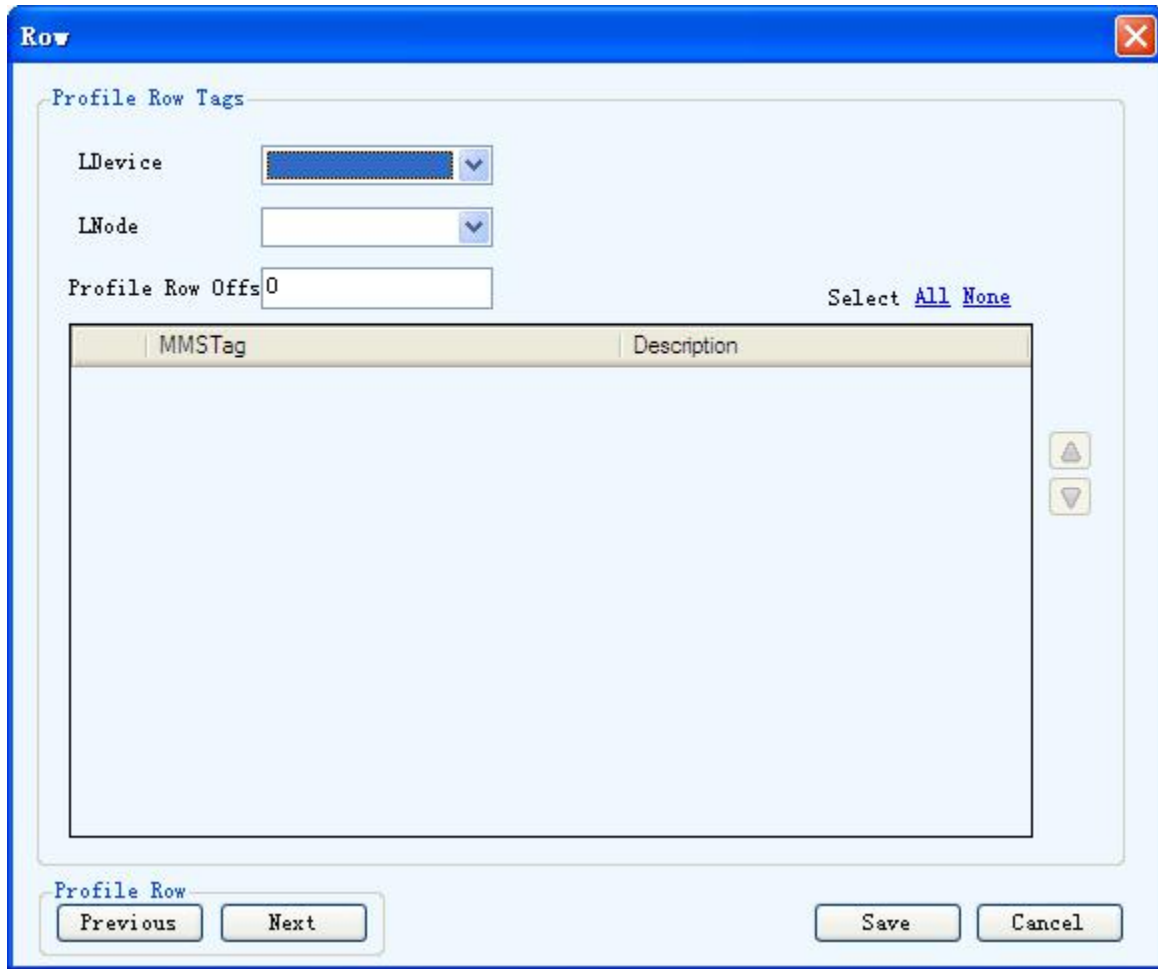 Row
Profile Row Tags
LDevice
LNode
Profile Row Offs 0
Select All None
MMSTag Description
Profile Row
Previous Next Save Cancel